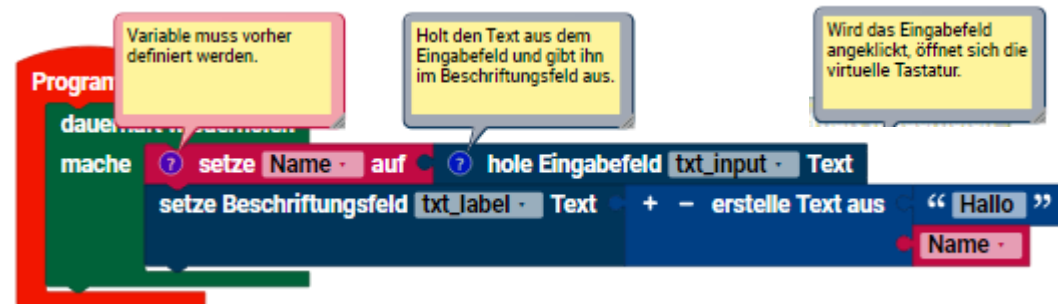 Variable muss vorher
definiert werden.
Holt den Text aus dem
Eingabefeld und gibt ihn
im Beschriftungsfeld aus.
Wird das Eingabefeld
angeklickt, öffnet sich die
virtuelle Tastatur.
mache
? setze Name auf ? hole Eingabefeld txt_input Text
setze Beschriftungsfeld txt_label Text + − erstelle Text aus “ Hallo ”
Name